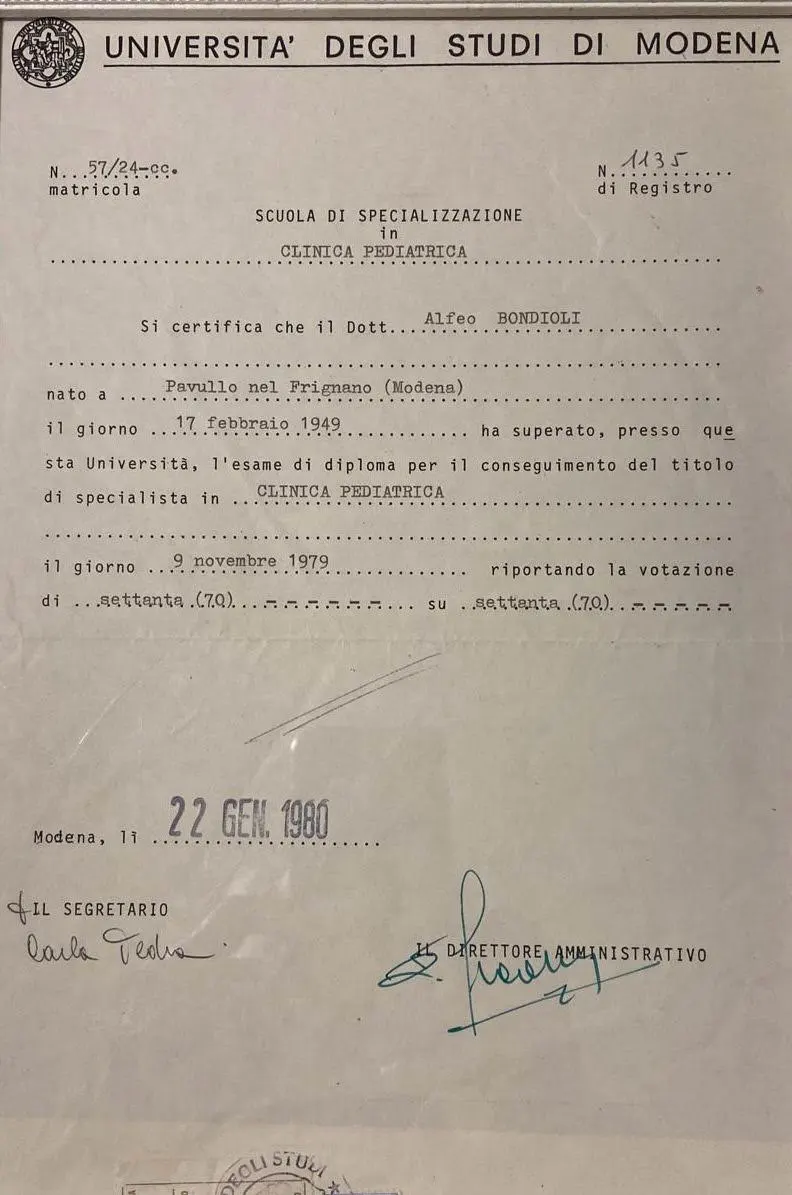 UNIVERSITA' DEGLI STUDI DI MODENA
N...57/24-cc.
matricola
N. 1135
di Registro
SCUOLA DI SPECIALIZZAZIONE
in
CLINICA PEDIATRICA
Si certifica che il Dott....Alfeo BONDIOLI
nato a ....Pavullo nel Frignano (Modena)
il giorno ...17 febbraio 1949............ ha superato, presso que
sta Università, l'esame di diploma per il conseguimento del titolo
di specialista in ..CLINICA PEDIATRICA
il giorno ...9 novembre 1979............ riportando la votazione
di ...settanta.(70)...-.-.-.-.-.-... su ..settanta.(70)..-.-.-.-.-
Modena, lì 22 GEN. 1980
IL SEGRETARIO
Carla Tedra
IL DIRETTORE AMMINISTRATIVO
DEGLI STUDI